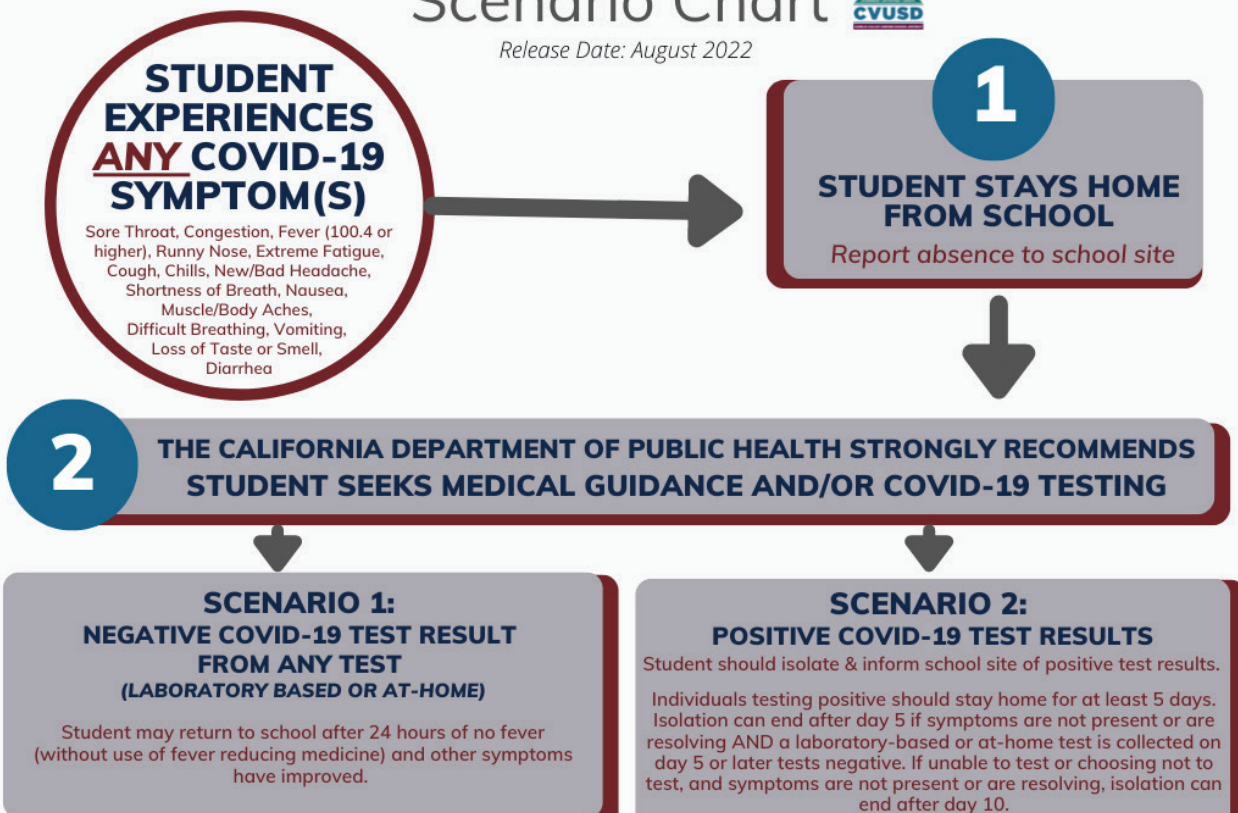 Scenario Chart
CVUSD
Release Date: August 2022
STUDENT
EXPERIENCES
ANY COVID-19
SYMPTOM(S)
Sore Throat, Congestion, Fever (100.4 or
higher), Runny Nose, Extreme Fatigue,
Cough, Chills, New/Bad Headache,
Shortness of Breath, Nausea,
Muscle/Body Aches,
Difficult Breathing, Vomiting,
Loss of Taste or Smell,
Diarrhea
1
STUDENT STAYS HOME
FROM SCHOOL
Report absence to school site
2
THE CALIFORNIA DEPARTMENT OF PUBLIC HEALTH STRONGLY RECOMMENDS
STUDENT SEEKS MEDICAL GUIDANCE AND/OR COVID-19 TESTING
SCENARIO 1:
NEGATIVE COVID-19 TEST RESULT
FROM ANY TEST
(LABORATORY BASED OR AT-HOME)
Student may return to school after 24 hours of no fever
(without use of fever reducing medicine) and other symptoms
have improved.
SCENARIO 2:
POSITIVE COVID-19 TEST RESULTS
Student should isolate & inform school site of positive test results.
Individuals testing positive should stay home for at least 5 days.
Isolation can end after day 5 if symptoms are not present or are
resolving AND a laboratory-based or at-home test is collected on
day 5 or later tests negative. If unable to test or choosing not to
test, and symptoms are not present or are resolving, isolation can
end after day 10.